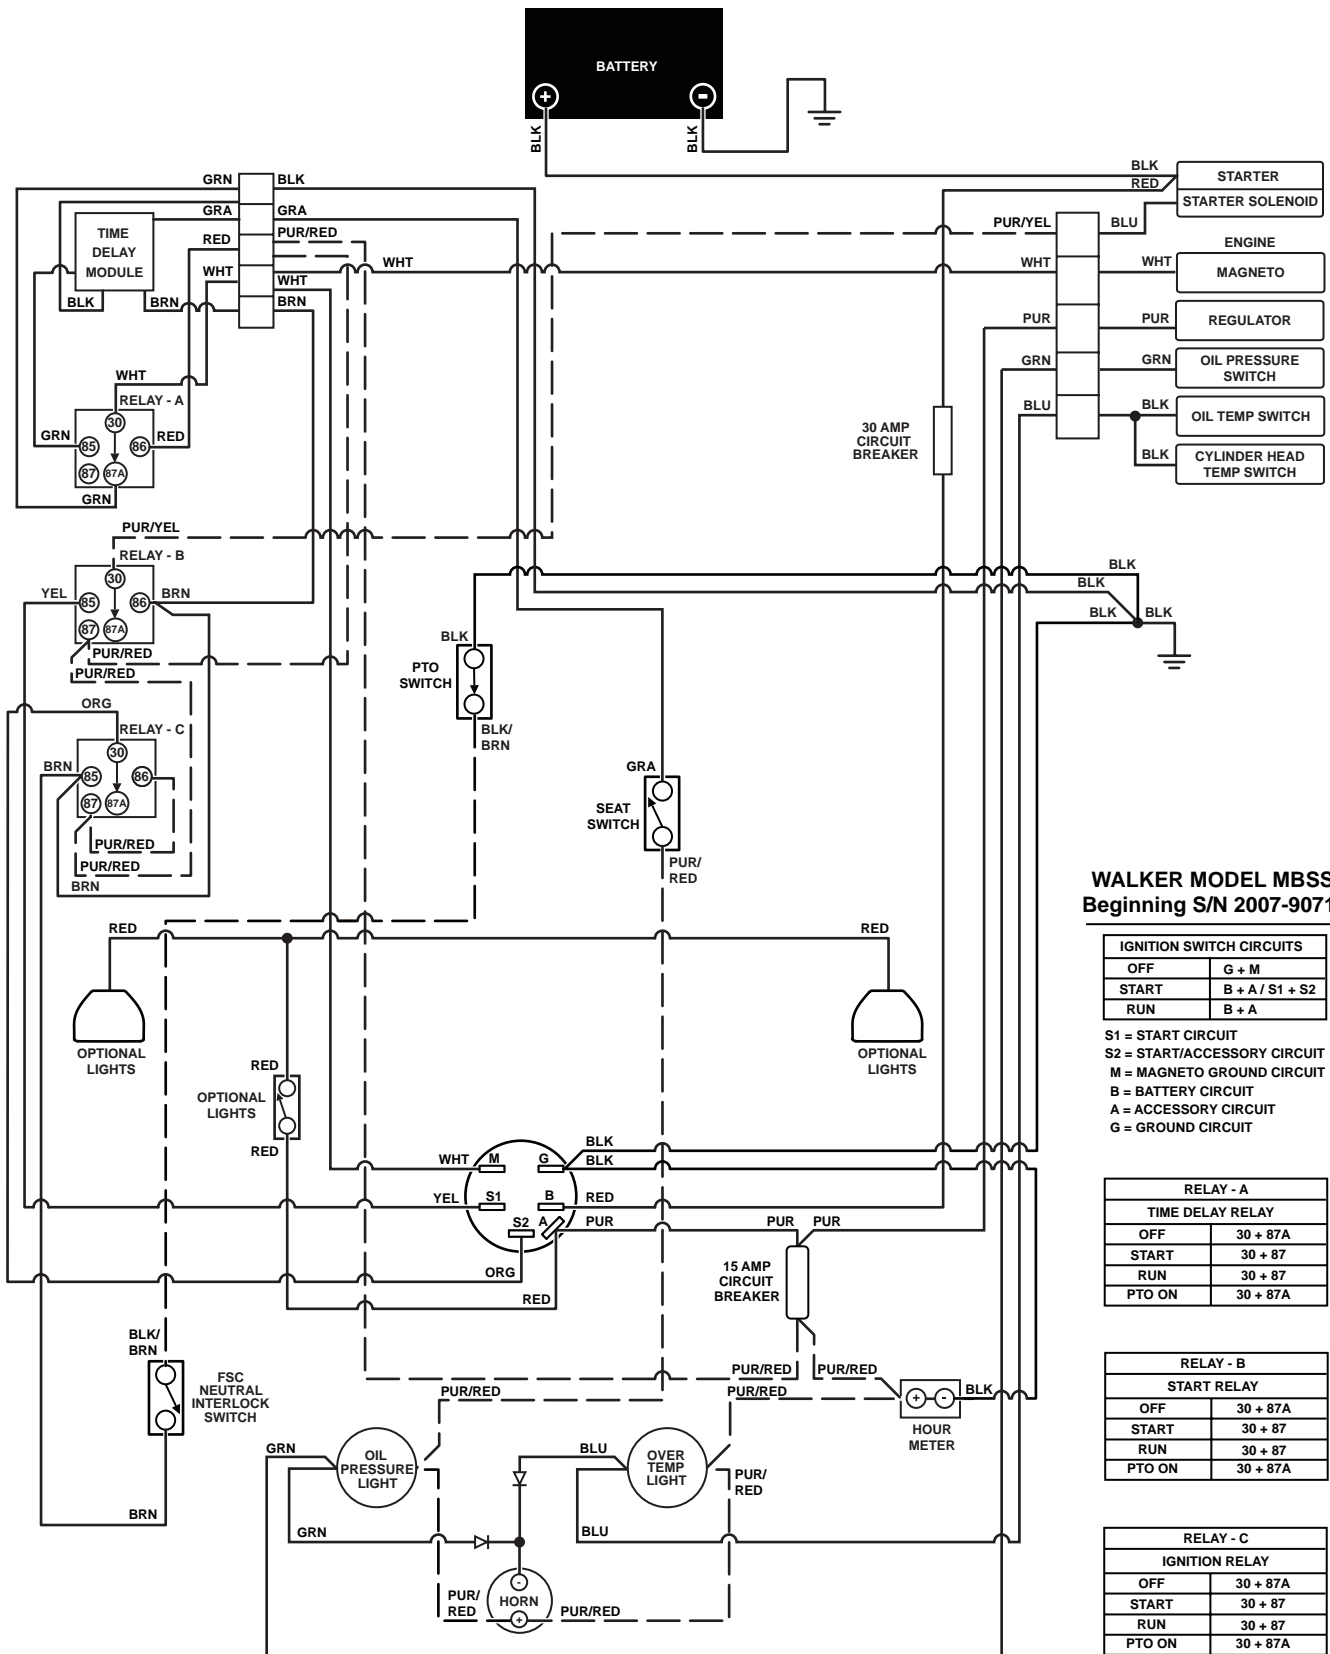 BATTERY
+
-
BLK
BLK
GRN
BLK
GRA
GRA
PUR/RED
RED
WHT
WHT
WHT
BRN
BRN
BLK
TIME
DELAY
MODULE
BLK
RED
STARTER
STARTER SOLENOID
PUR/YEL
BLU
ENGINE
WHT
WHT
MAGNETO
PUR
PUR
REGULATOR
GRN
GRN
OIL PRESSURE
SWITCH
BLU
BLK
OIL TEMP SWITCH
BLK
CYLINDER HEAD
TEMP SWITCH
30 AMP
CIRCUIT
BREAKER
WHT
RELAY - A
30
GRN
85
86
RED
87
87A
GRN
PUR/YEL
RELAY - B
30
YEL
85
86
BRN
87
87A
PUR/RED
PUR/RED
ORG
RELAY - C
30
BRN
85
86
87
87A
PUR/RED
PUR/RED
BRN
BLK
BLK
BLK
BLK
BLK
PTO
SWITCH
BLK/
BRN
GRA
SEAT
SWITCH
PUR/
RED
WALKER MODEL MBSS
Beginning S/N 2007-9071
IGNITION SWITCH CIRCUITS
OFF G + M
START B + A / S1 + S2
RUN B + A
S1 = START CIRCUIT
S2 = START/ACCESSORY CIRCUIT
M = MAGNETO GROUND CIRCUIT
B = BATTERY CIRCUIT
A = ACCESSORY CIRCUIT
G = GROUND CIRCUIT
RED
RED
OPTIONAL
LIGHTS
OPTIONAL
LIGHTS
RED
OPTIONAL
LIGHTS
RED
WHT
M
G
BLK
BLK
YEL
S1
B
RED
S2
A
PUR
PUR
PUR
ORG
RED
15 AMP
CIRCUIT
BREAKER
RELAY - A
TIME DELAY RELAY
OFF 30 + 87A
START 30 + 87
RUN 30 + 87
PTO ON 30 + 87A
BLK/
BRN
FSC
NEUTRAL
INTERLOCK
SWITCH
BRN
PUR/RED
PUR/RED
PUR/RED
PUR/RED
+
-
BLK
HOUR
METER
RELAY - B
START RELAY
OFF 30 + 87A
START 30 + 87
RUN 30 + 87
PTO ON 30 + 87A
GRN
OIL
PRESSURE
LIGHT
BLU
OVER
TEMP
LIGHT
PUR/
RED
GRN
BLU
-
HORN
+
PUR/
RED
PUR/RED
RELAY - C
IGNITION RELAY
OFF 30 + 87A
START 30 + 87
RUN 30 + 87
PTO ON 30 + 87A